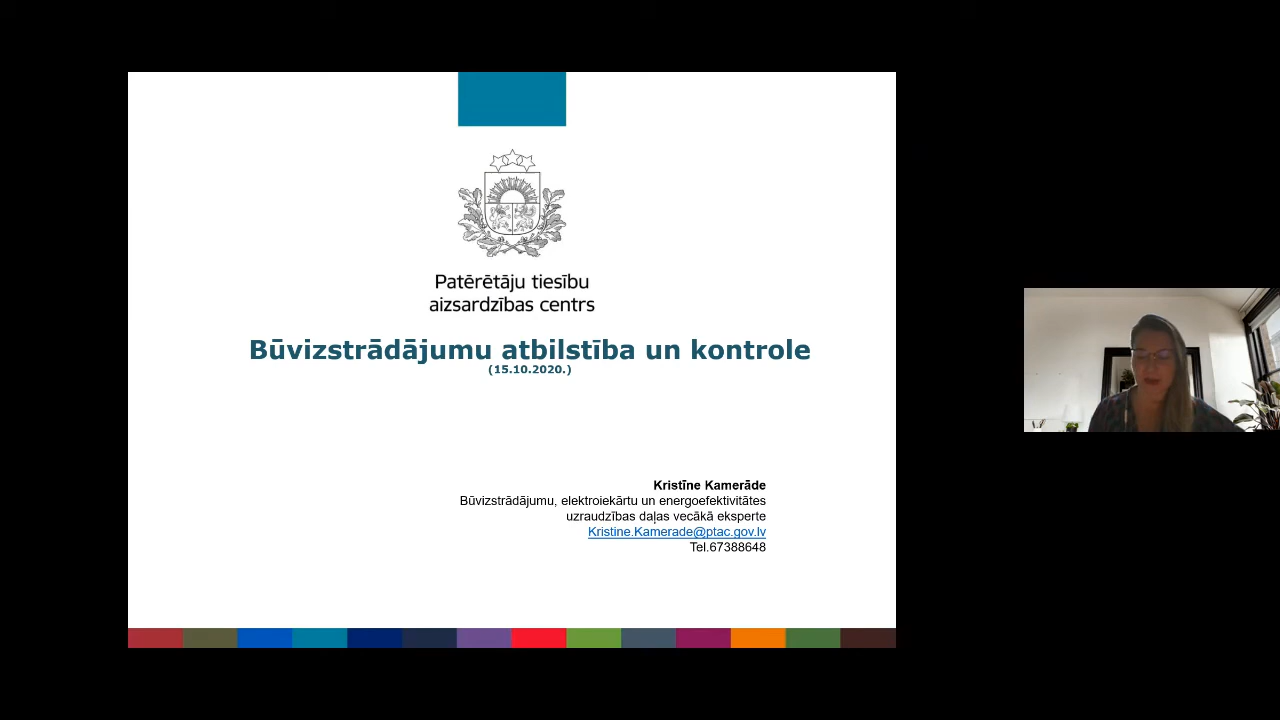 Patērētāju tiesību
aizsardzības centrs
Būvizstrādājumu atbilstība un kontrole
(15.10.2020.)
Kristīne Kamerāde
Būvizstrādājumu, elektroiekārtu un energoefektivitātes
uzraudzības daļas vecākā eksperte
Kristine.Kamerade@ptac.gov.lv
Tel.67388648